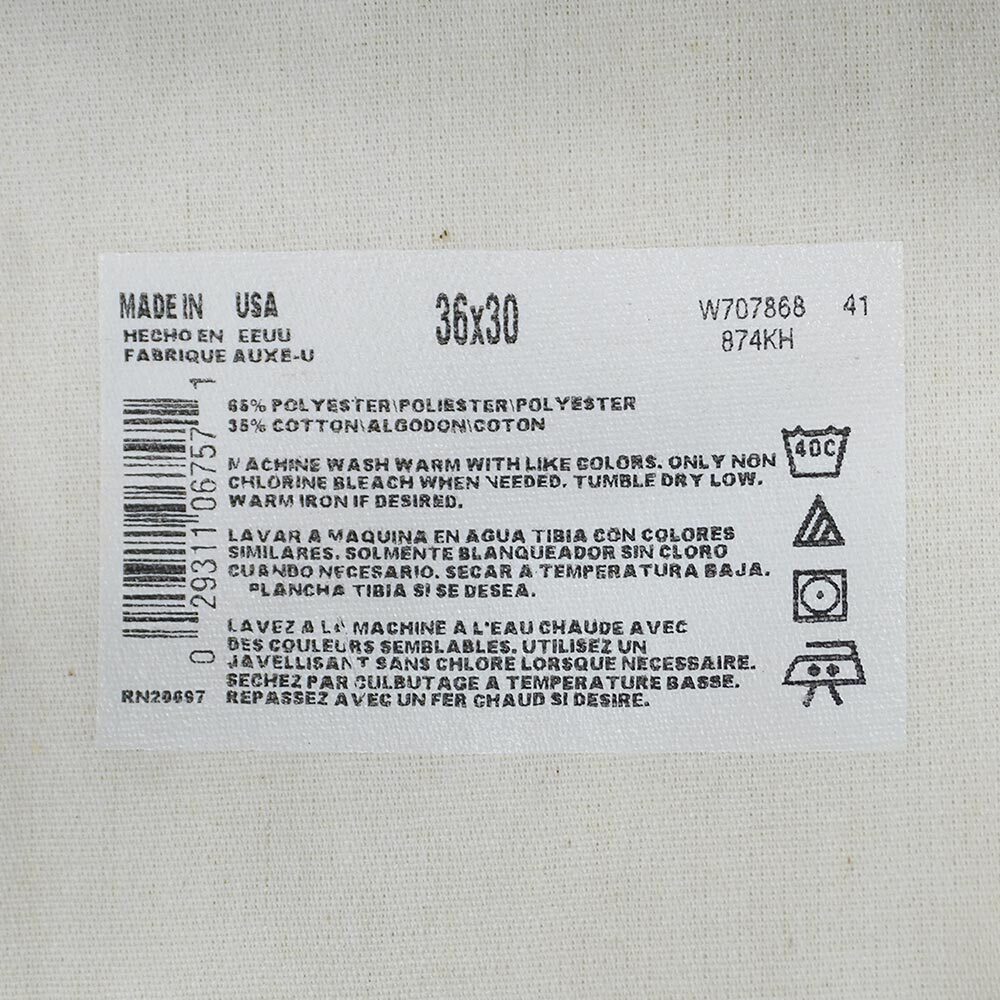 MADE IN USA
HECHO EN EEUU
FABRIQUE AUXE-U
36x30
W707868 41
874KH
0 29311 06757 1
65% POLYESTER\POLIESTER\POLYESTER
35% COTTON\ALGODON\COTON
MACHINE WASH WARM WITH LIKE COLORS. ONLY NON
CHLORINE BLEACH WHEN NEEDED. TUMBLE DRY LOW.
WARM IRON IF DESIRED.
LAVAR A MAQUINA EN AGUA TIBIA CON COLORES
SIMILARES. SOLMENTE BLANQUEADOR SIN CLORO
CUANDO NECESARIO. SECAR A TEMPERATURA BAJA.
PLANCHA TIBIA SI SE DESEA.
LAVEZ A LA MACHINE A L'EAU CHAUDE AVEC
DES COULEURS SEMBLABLES. UTILISEZ UN
JAVELLISANT SANS CHLORE LORSQUE NECESSAIRE.
SECHEZ PAR CULBUTAGE A TEMPERATURE BASSE.
REPASSEZ AVEC UN FER CHAUD SI DESIRE.
RN20697
40C